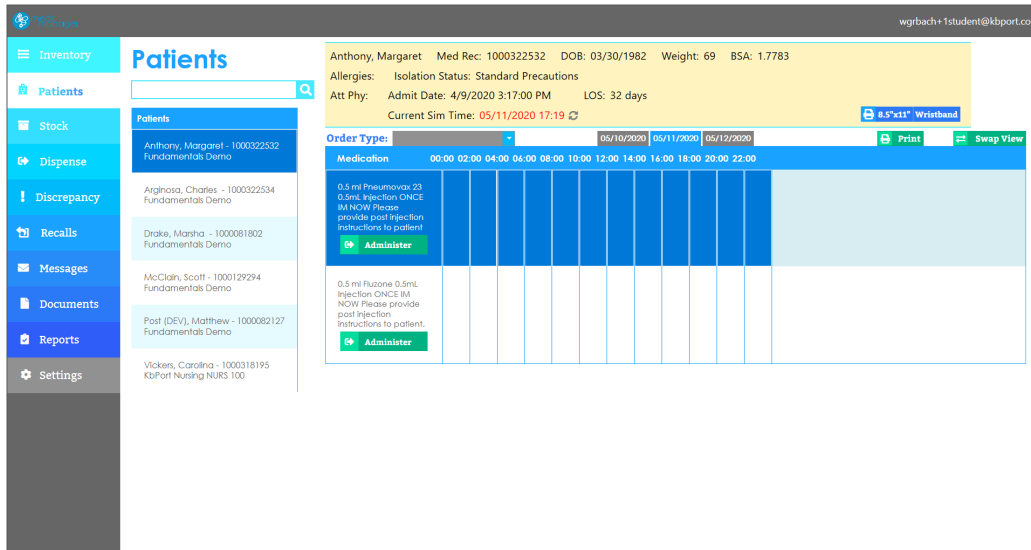 wgrbach+1student@kbport.co
Inventory
Patients
Stock
Dispense
Discrepancy
Recalls
Messages
Documents
Reports
Settings
Patients
Patients
Anthony, Margaret - 1000322532
Fundamentals Demo
Arginosa, Charles - 1000322534
Fundamentals Demo
Drake, Marsha - 1000081802
Fundamentals Demo
McClain, Scott - 1000129294
Fundamentals Demo
Post (DEV), Matthew - 1000082127
Fundamentals Demo
Vickers, Carolina - 1000318195
KbPort Nursing NURS 100
Anthony, Margaret Med Rec: 1000322532 DOB: 03/30/1982 Weight: 69 BSA: 1.7783
Allergies: Isolation Status: Standard Precautions
Att Phy: Admit Date: 4/9/2020 3:17:00 PM LOS: 32 days
Current Sim Time: 05/11/2020 17:19
8.5"x11" Wristband
Order Type: 05/10/2020 05/11/2020 05/12/2020 Print Swap View
Medication 00:00 02:00 04:00 06:00 08:00 10:00 12:00 14:00 16:00 18:00 20:00 22:00
0.5 ml Pneumovax 23
0.5mL Injection ONCE
IM NOW Please
provide post injection
instructions to patient
Administer
0.5 ml Fluzone 0.5mL
Injection ONCE IM
NOW Please provide
post injection
instructions to patient.
Administer